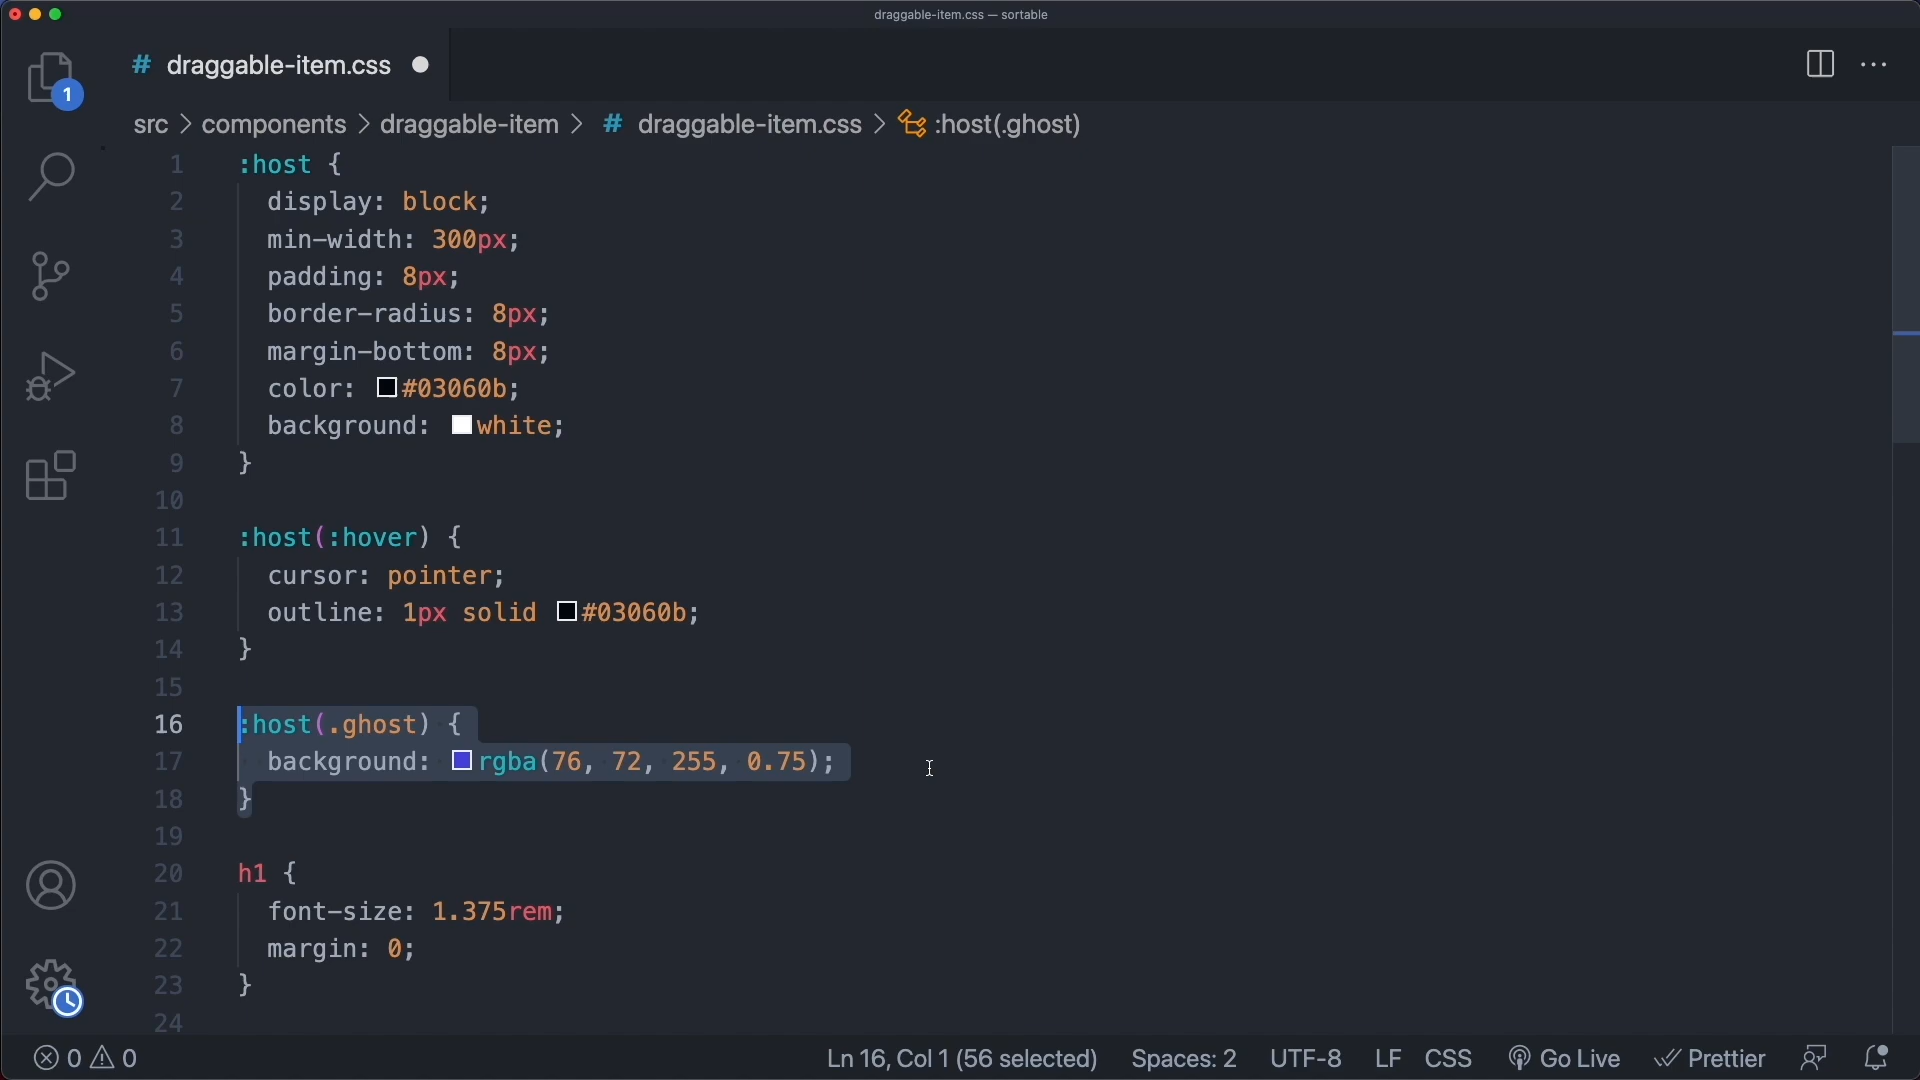 draggable-item.css — sortable
# draggable-item.css
1
src > components > draggable-item > # draggable-item.css > :host(.ghost)
1 :host {
2   display: block;
3   min-width: 300px;
4   padding: 8px;
5   border-radius: 8px;
6   margin-bottom: 8px;
7   color: #03060b;
8   background: white;
9 }
10
11 :host(:hover) {
12   cursor: pointer;
13   outline: 1px solid #03060b;
14 }
15
16 :host(.ghost) {
17   background: rgba(76, 72, 255, 0.75);
18 }
19
20 h1 {
21   font-size: 1.375rem;
22   margin: 0;
23 }
24
0 0 Ln 16, Col 1 (56 selected) Spaces: 2 UTF-8 LF CSS Go Live Prettier